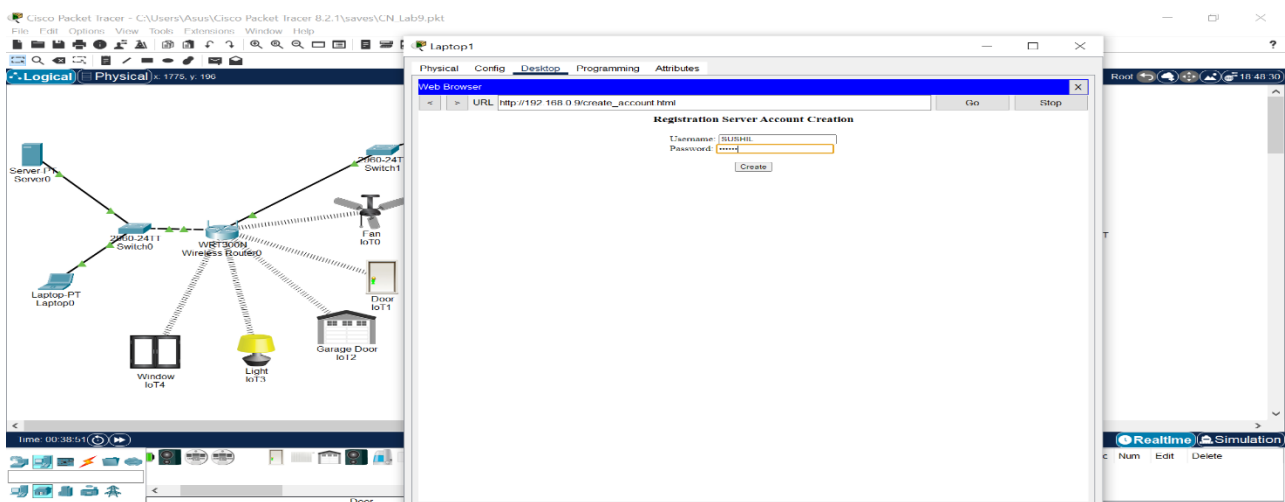 Cisco Packet Tracer - C:\Users\Asus\Cisco Packet Tracer 8.2.1\saves\CN_Lab9.pkt
File Edit Options View Tools Extensions Window Help
Logical Physical x: 1775, y: 196
Root 18:48:30
Laptop1
Physical Config Desktop Programming Attributes
Web Browser X
< > URL http://192.168.0.9/create_account.html Go Stop
Registration Server Account Creation
Username: SUSHIL
Password: ••••••
Create
Server-PT
Server0
2960-24T
Switch1
2960-24TT
Switch0
WRT300N
Wireless Router0
Fan
IoT0
Laptop-PT
Laptop0
Door
IoT1
Garage Door
IoT2
Window
IoT4
Light
IoT3
T
Time: 00:38:51
Realtime Simulation
c Num Edit Delete
Door